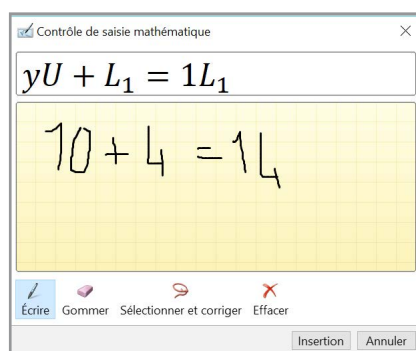 Contrôle de saisie mathématique
yU + L₁ = 1L₁
10 + 4 = 14
Écrire Gommer Sélectionner et corriger Effacer
Insertion Annuler